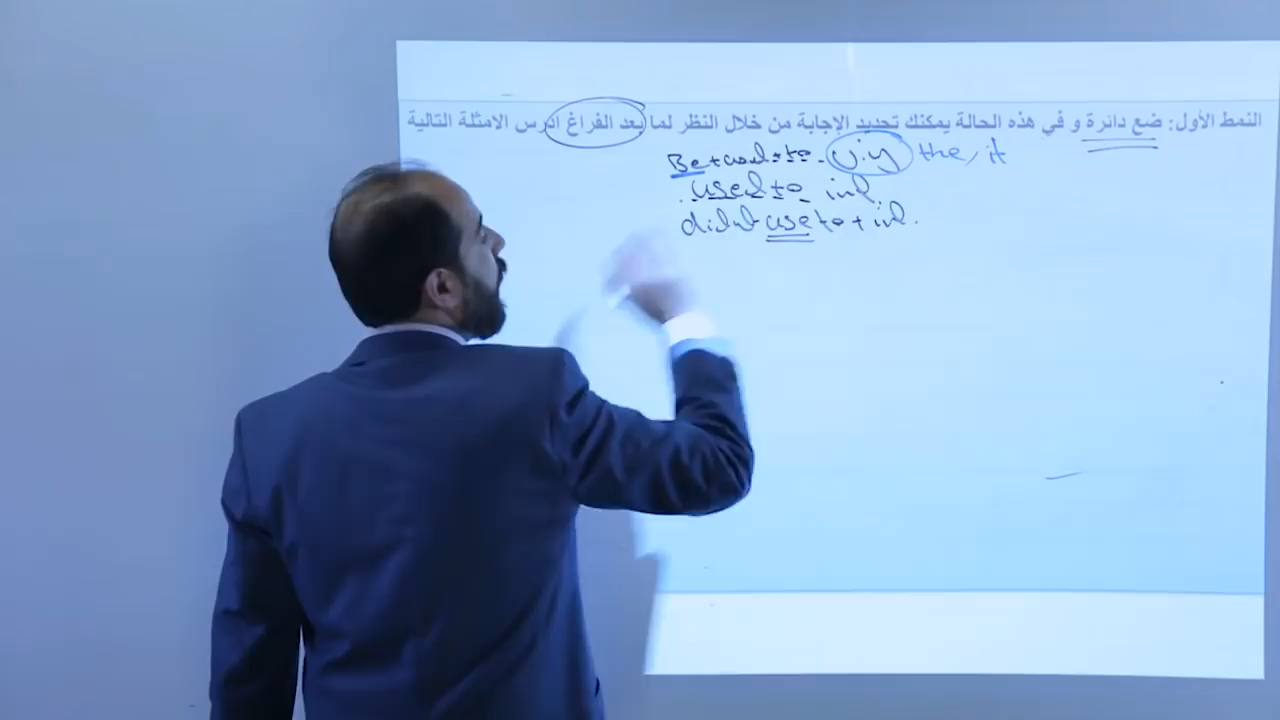 النمط الأول: ضع دائرة و في هذه الحالة يمكنك تحديد الإجابة من خلال النظر لما بعد الفراغ ادرس الامثلة التالية
Be + used to v.ing the, it
used to inf.
didnt use to + inf.